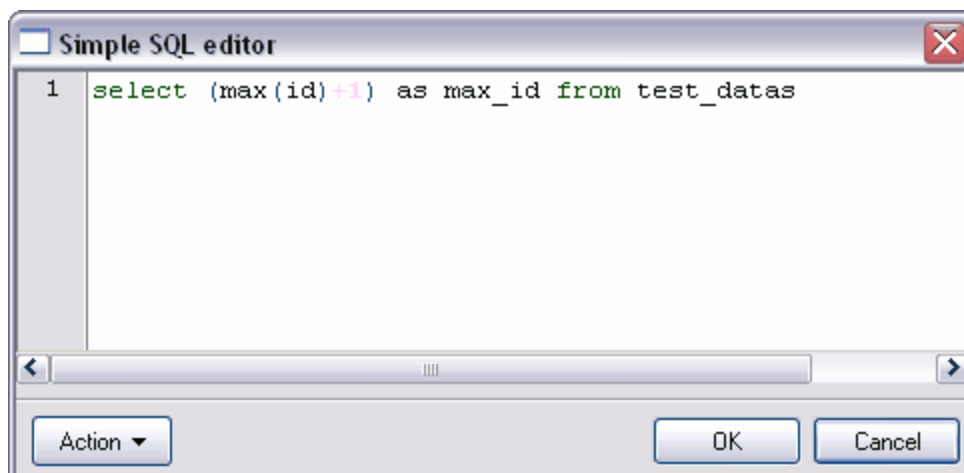 Simple SQL editor
1 select (max(id)+1) as max_id from test_datas
Action
OK
Cancel